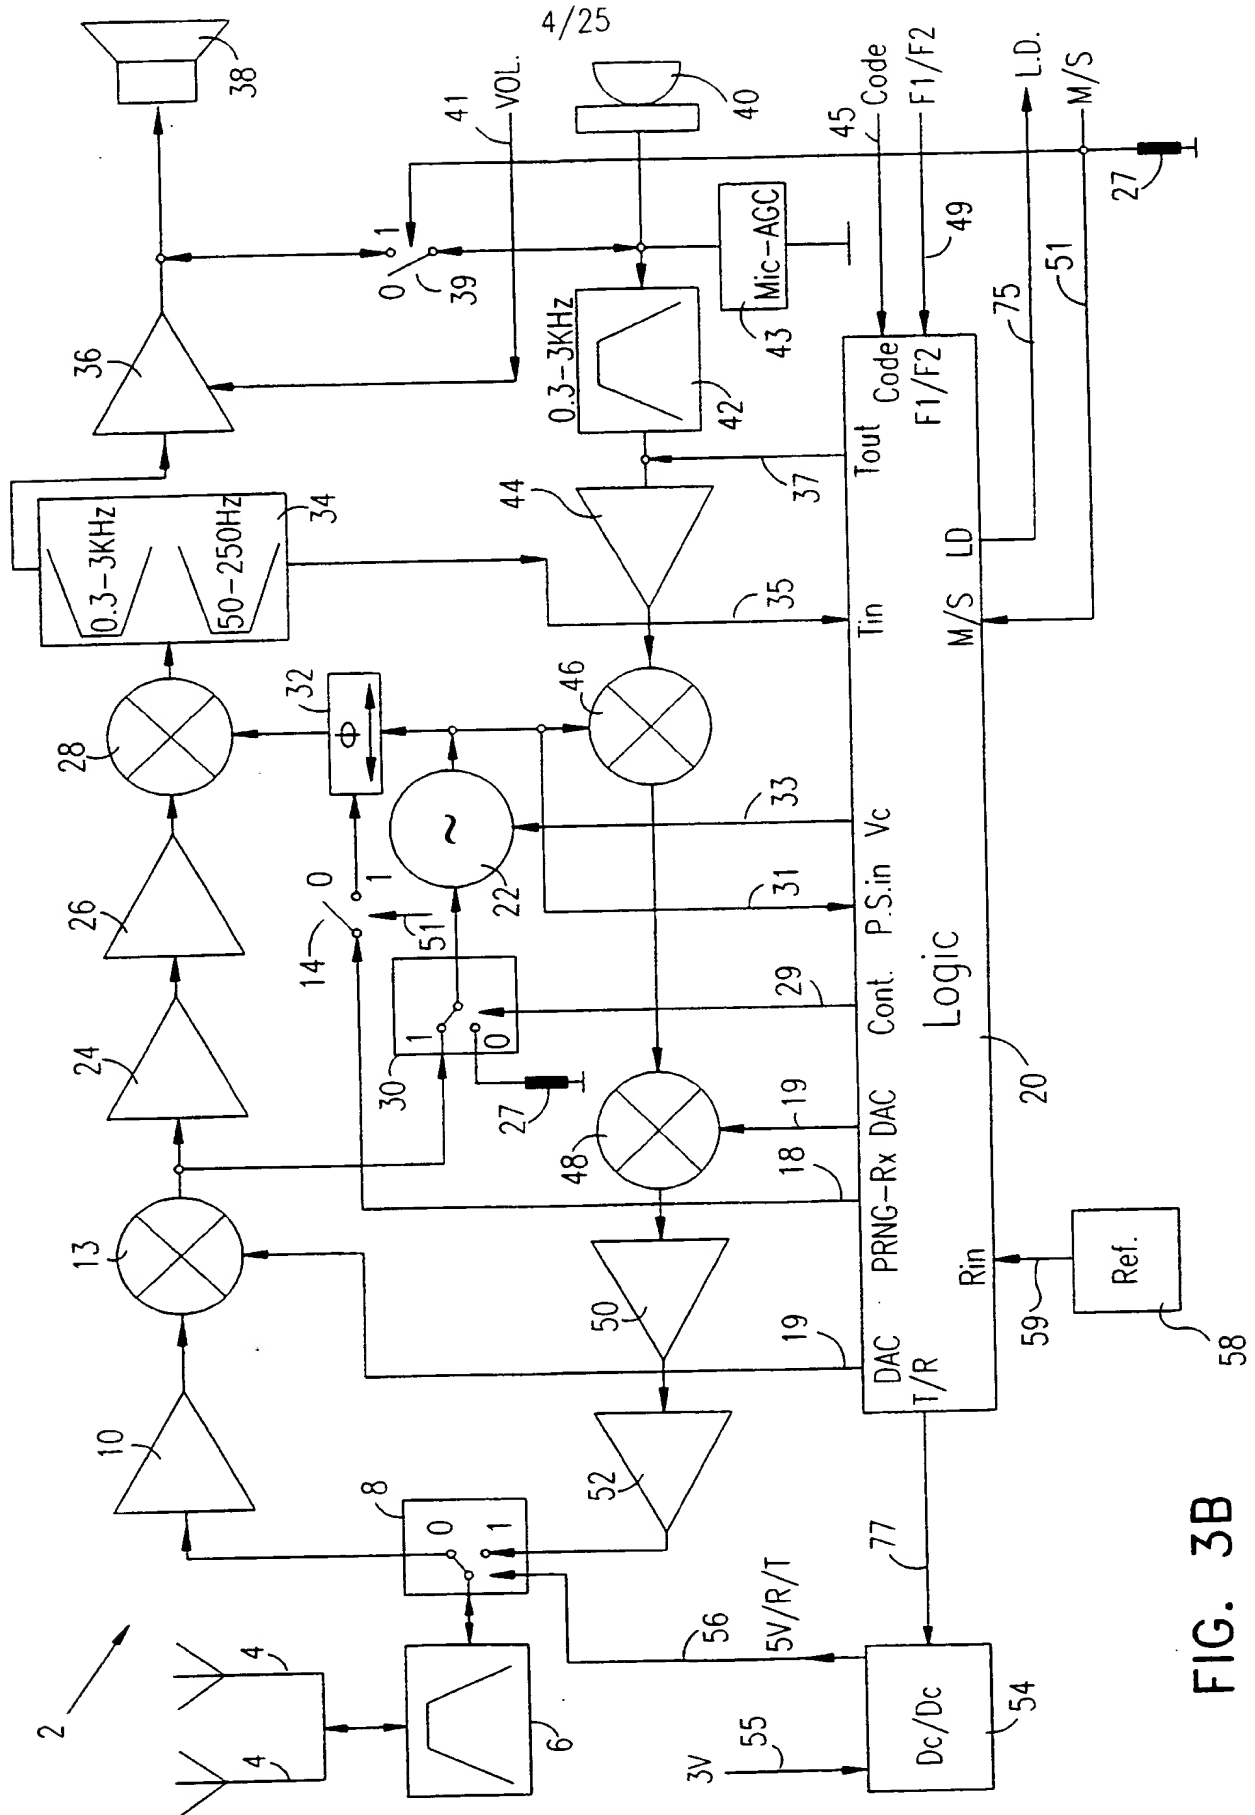 4/25
2
4
4
6
8
0
1
10
13
24
26
28
0.3-3KHz
50-250Hz
34
36
38
3V
55
Dc/Dc
54
56
5V/R/T
77
52
50
48
46
44
0.3-3KHz
42
Mic-AGC
43
40
41
VOL.
0
1
39
14
0
1
51
32
Φ
~
22
30
1
0
27
19
18
19
29
31
33
35
37
DAC
T/R
PRNG-Rx
DAC
Cont.
P.S.in
Vc
Tin
Tout
Code
F1/F2
Rin
Logic
M/S
LD
20
Ref.
58
59
45
Code
F1/F2
49
75
L.D.
51
M/S
27
FIG. 3B